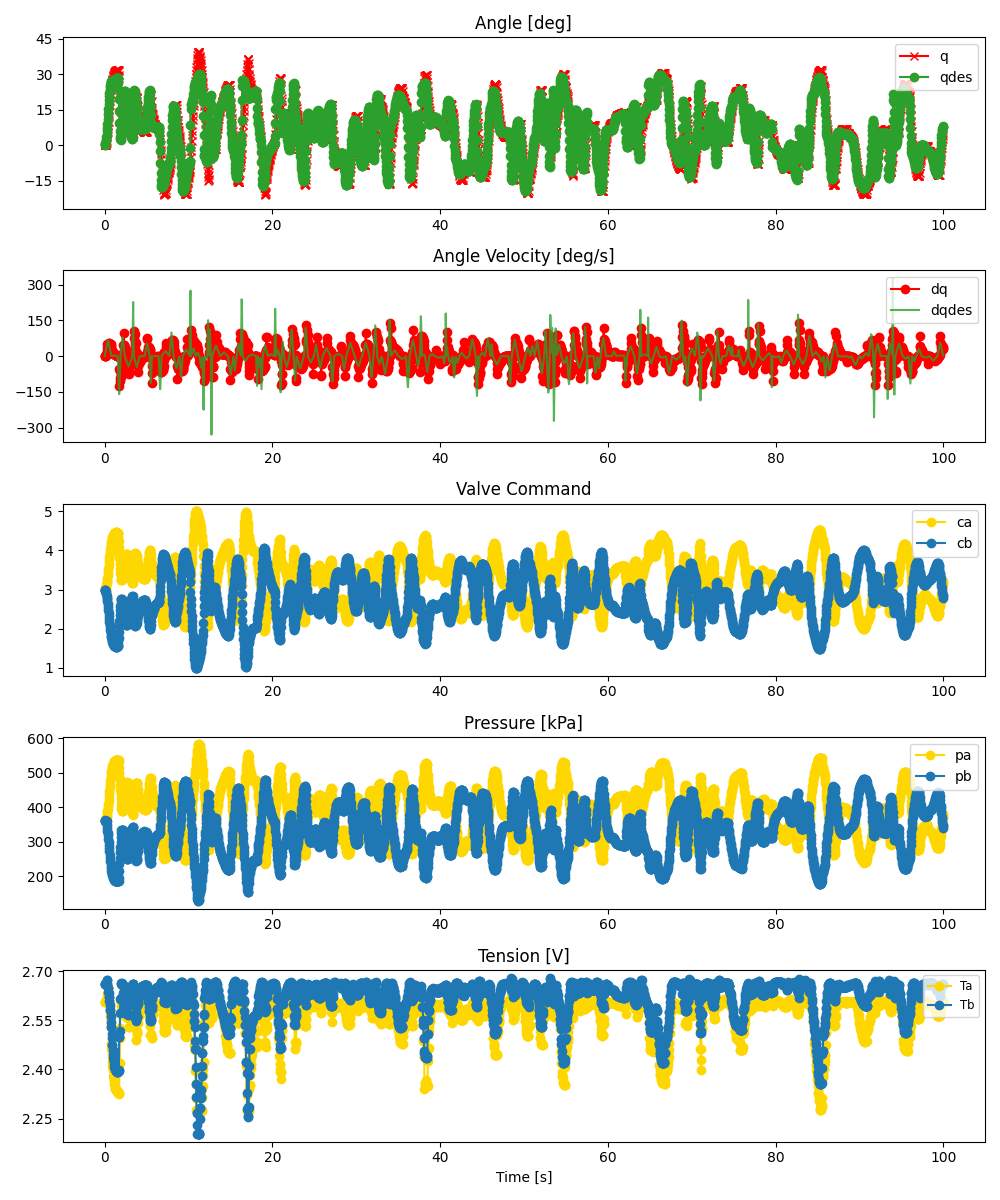 Angle [deg]
45
30
15
0
−15
q
qdes
0 20 40 60 80 100
Angle Velocity [deg/s]
300
150
0
−150
−300
dq
dqdes
0 20 40 60 80 100
Valve Command
5
4
3
2
1
ca
cb
0 20 40 60 80 100
Pressure [kPa]
600
500
400
300
200
pa
pb
0 20 40 60 80 100
Tension [V]
2.70
2.55
2.40
2.25
Ta
Tb
0 20 40 60 80 100
Time [s]